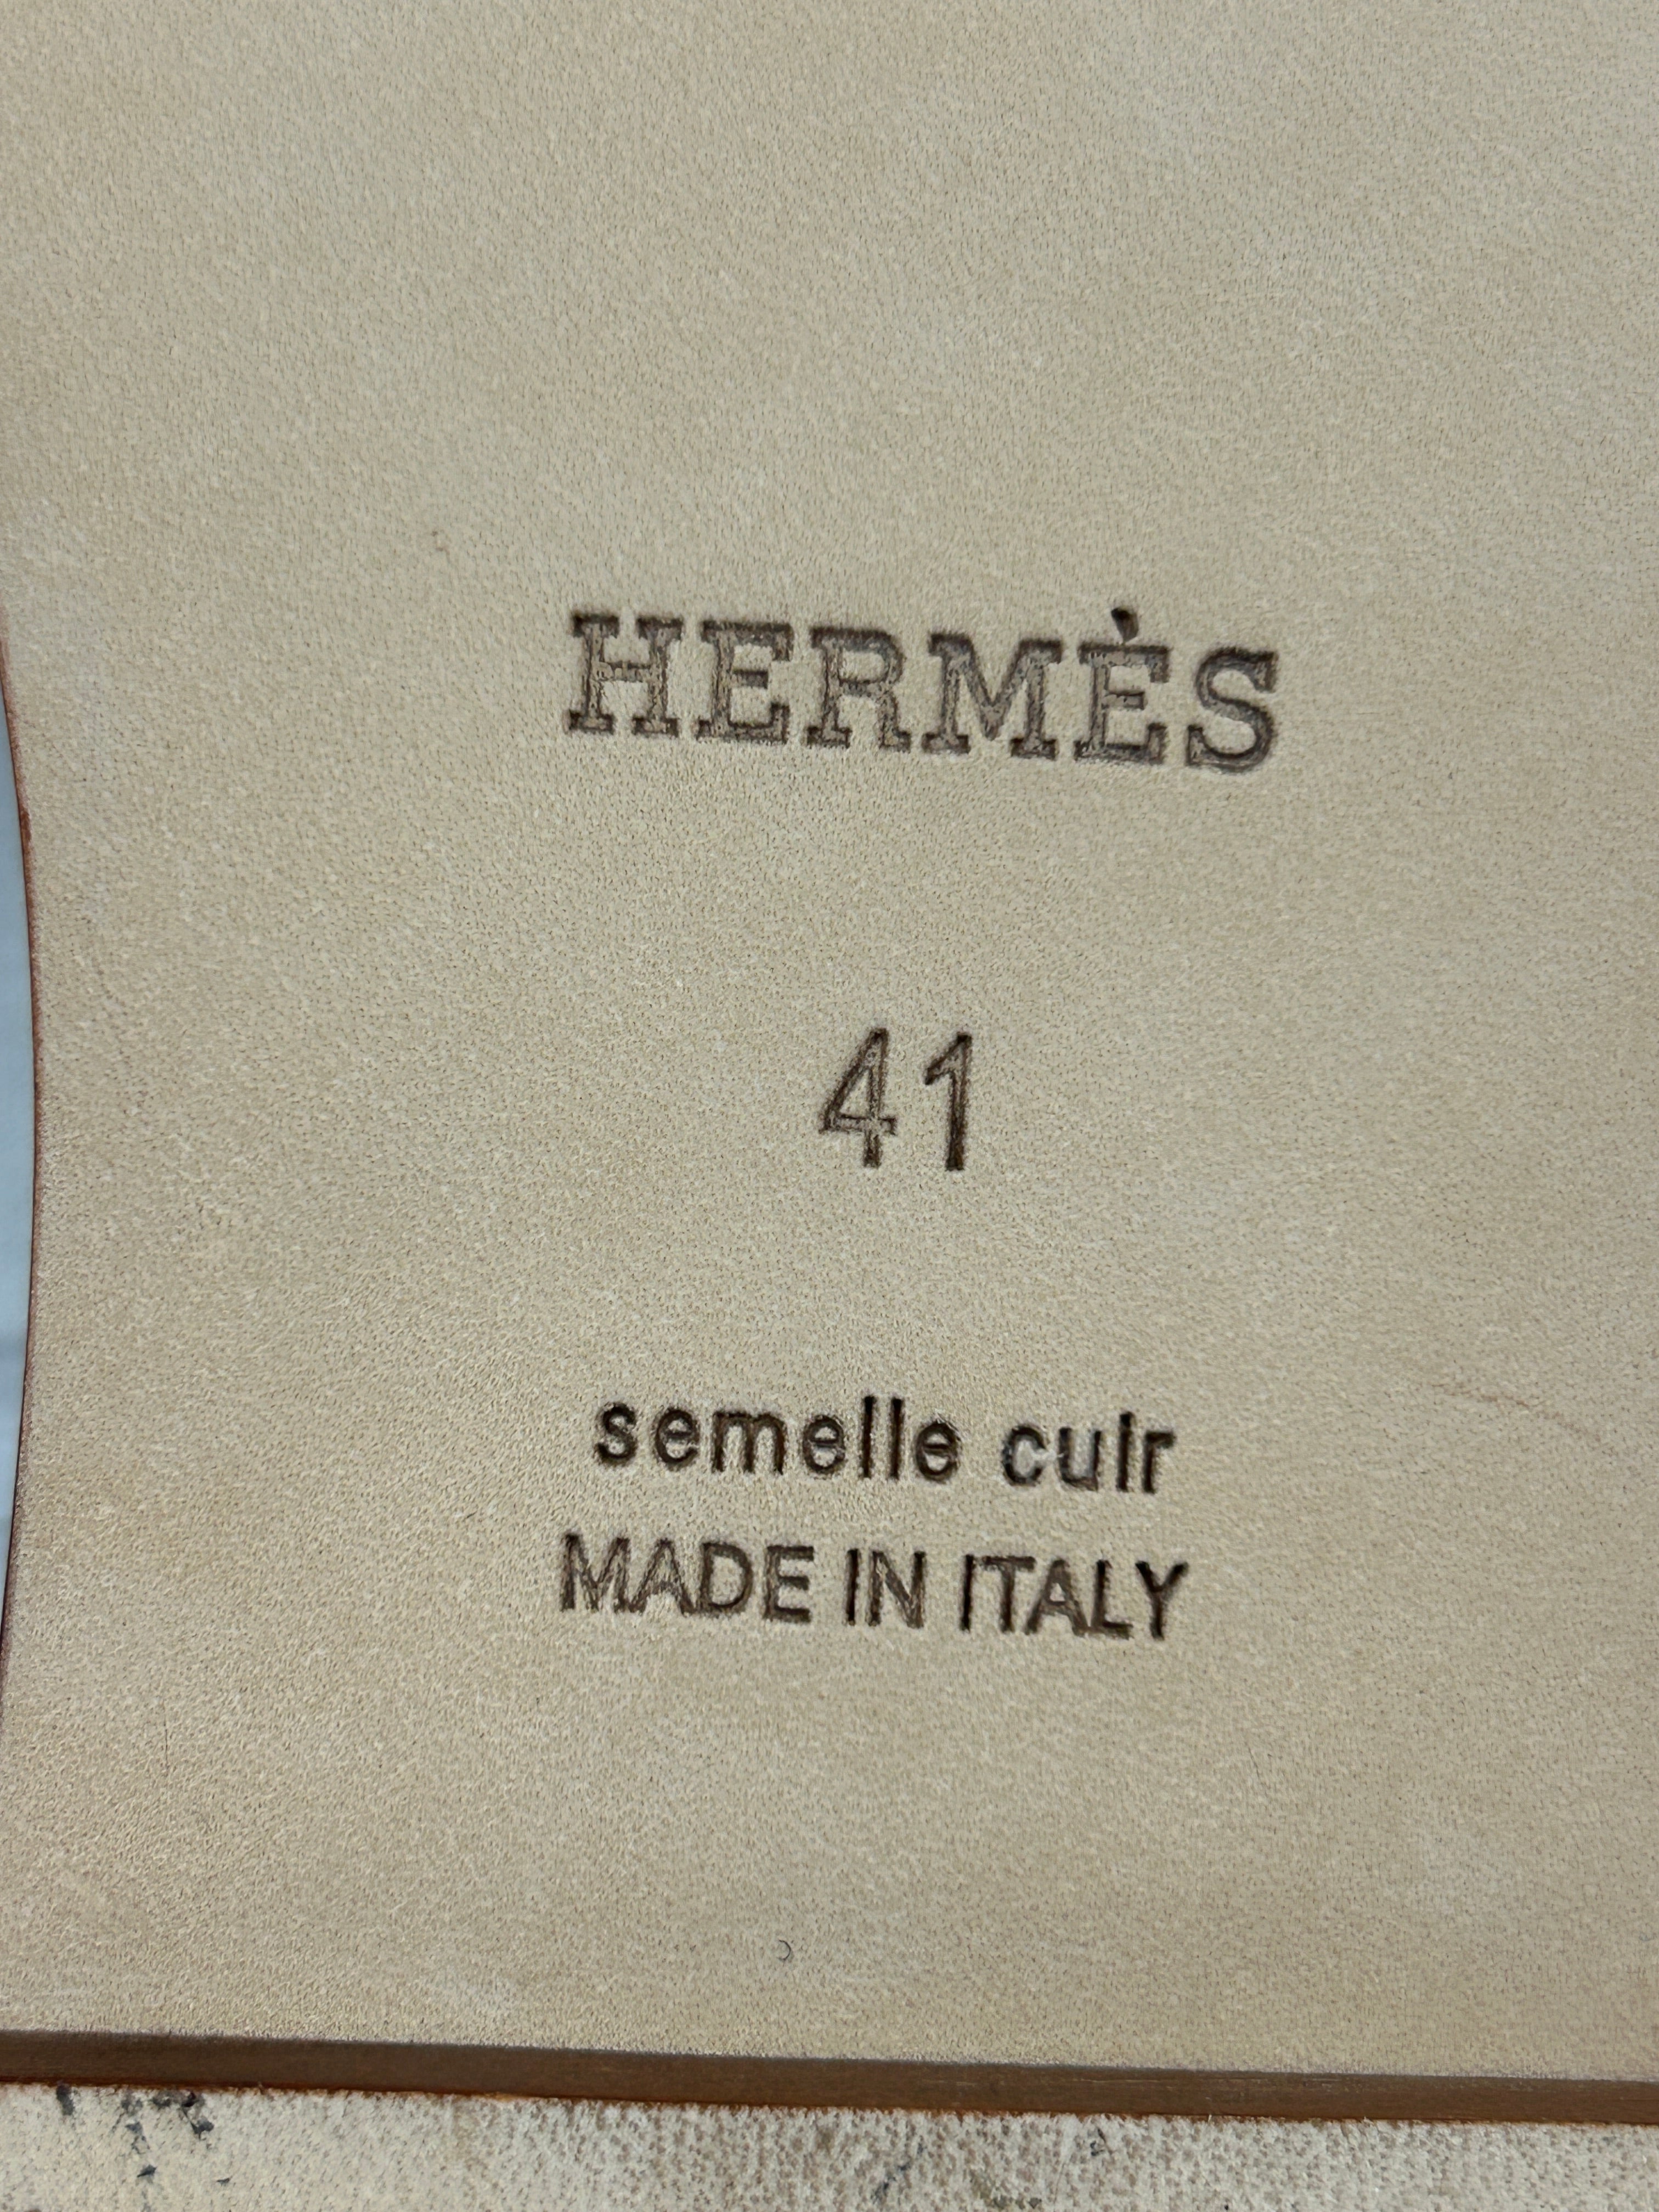 HERMÈS
41
semelle cuir
MADE IN ITALY